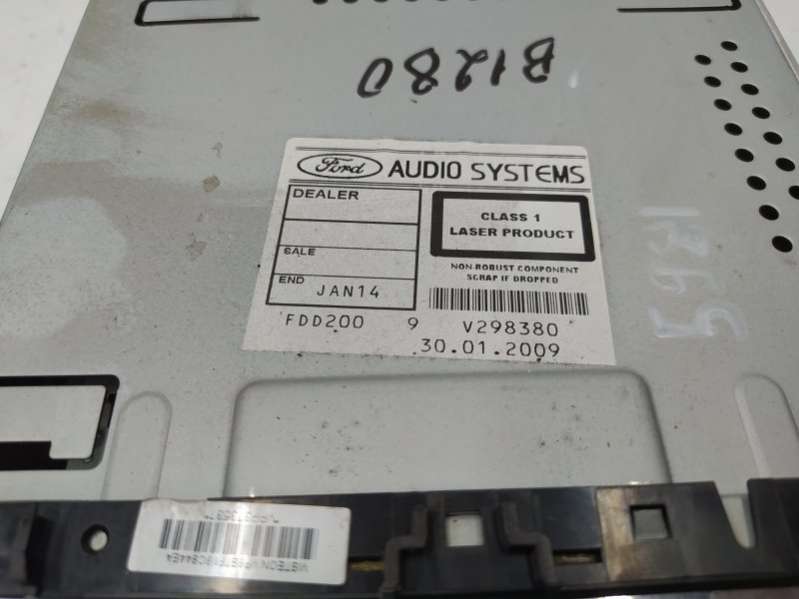 B1280
Ford AUDIO SYSTEMS
DEALER
SALE
END JAN14
CLASS 1
LASER PRODUCT
NON-ROBUST COMPONENT
SCRAP IF DROPPED
FDD200 9 V298380
30.01.2009